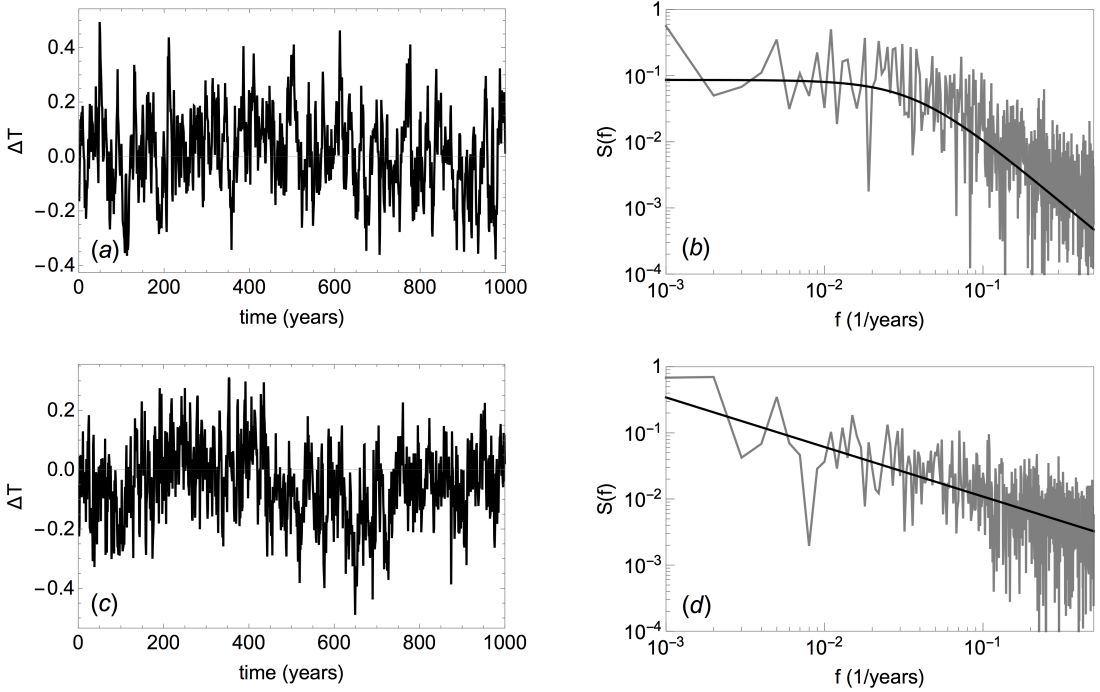 0.4
0.2
0.0
−0.2
−0.4
ΔT
(a)
0 200 400 600 800 1000
time (years)
1
10⁻¹
10⁻²
10⁻³
10⁻⁴
S(f)
(b)
10⁻³ 10⁻² 10⁻¹
f (1/years)
0.2
0.0
−0.2
−0.4
ΔT
(c)
0 200 400 600 800 1000
time (years)
1
10⁻¹
10⁻²
10⁻³
10⁻⁴
S(f)
(d)
10⁻³ 10⁻² 10⁻¹
f (1/years)